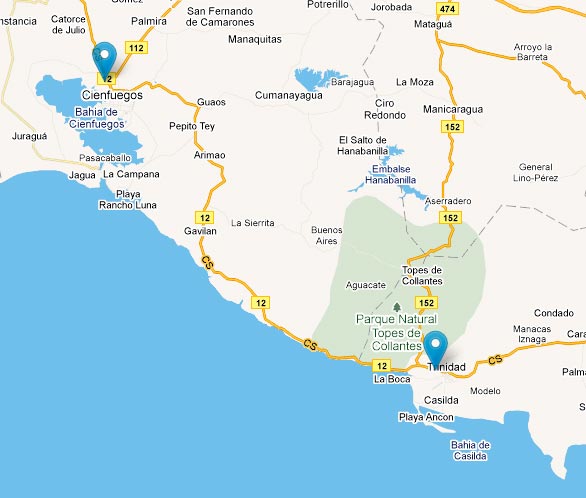 Potrerillo
Gomez
Catorce
de Julio
nstancia
Palmira
San Fernando
de Camarones
Jorobada
474
Mataguá
112
Manaquitas
Arroyo la
Barreta
12
Cienfuegos
Bahia de
Cienfuegos
Guaos
Cumanayagua
Barajagua
La Moza
Ciro
Redondo
Manicaragua
152
Pepito Tey
Juraguá
Pasacaballo
Arimao
El Salto de
Hanabanilla
Embalse
Hanabanilla
General
Lino-Pérez
Jagua
La Campana
Playa
Rancho Luna
Aserradero
12
Gavilan
La Sierrita
Buenos
Aires
152
CS
Topes de
Collantes
Aguacate
12
152
Parque Natural
Topes de
Collantes
Condado
Manacas
Iznaga
Cara
CS
12
Trinidad
CS
La Boca
Palma
Modelo
Casilda
S
Playa Ancon
Bahia de
Casilda